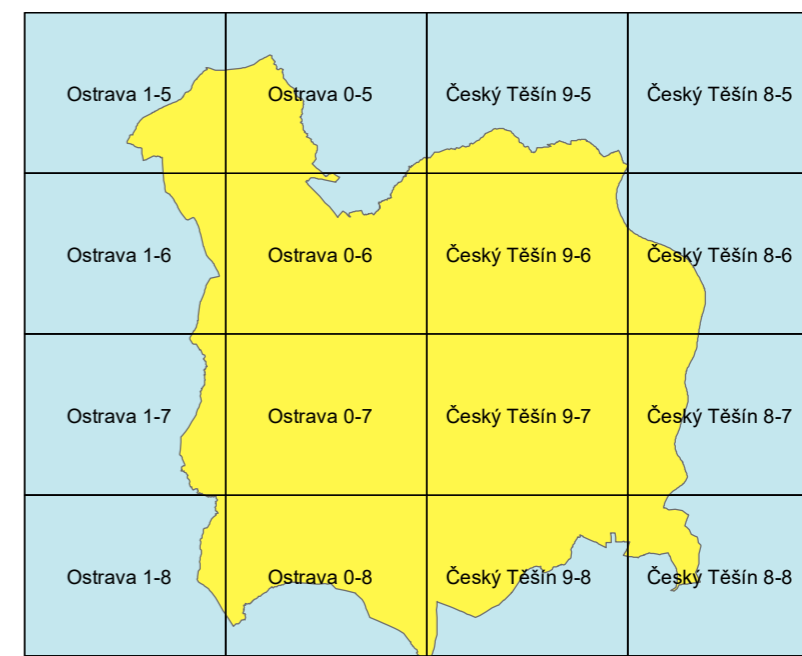 Ostrava 1-5
Ostrava 0-5
Český Těšín 9-5
Český Těšín 8-5
Ostrava 1-6
Ostrava 0-6
Český Těšín 9-6
Český Těšín 8-6
Ostrava 1-7
Ostrava 0-7
Český Těšín 9-7
Český Těšín 8-7
Ostrava 1-8
Ostrava 0-8
Český Těšín 9-8
Český Těšín 8-8